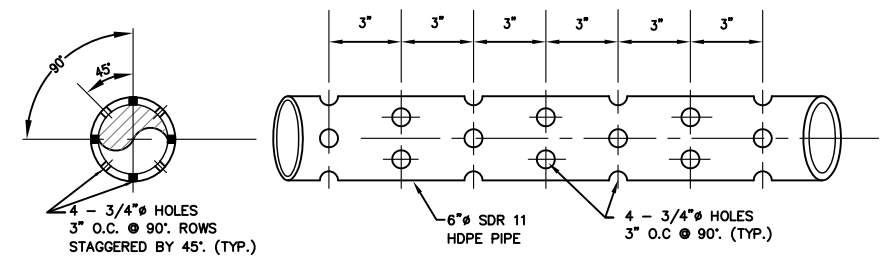 3" 3" 3" 3" 3" 3"
90°
45°
4 - 3/4"ø HOLES
3" O.C. @ 90°. ROWS
STAGGERED BY 45°. (TYP.)
6"ø SDR 11
HDPE PIPE
4 - 3/4"ø HOLES
3" O.C @ 90°. (TYP.)